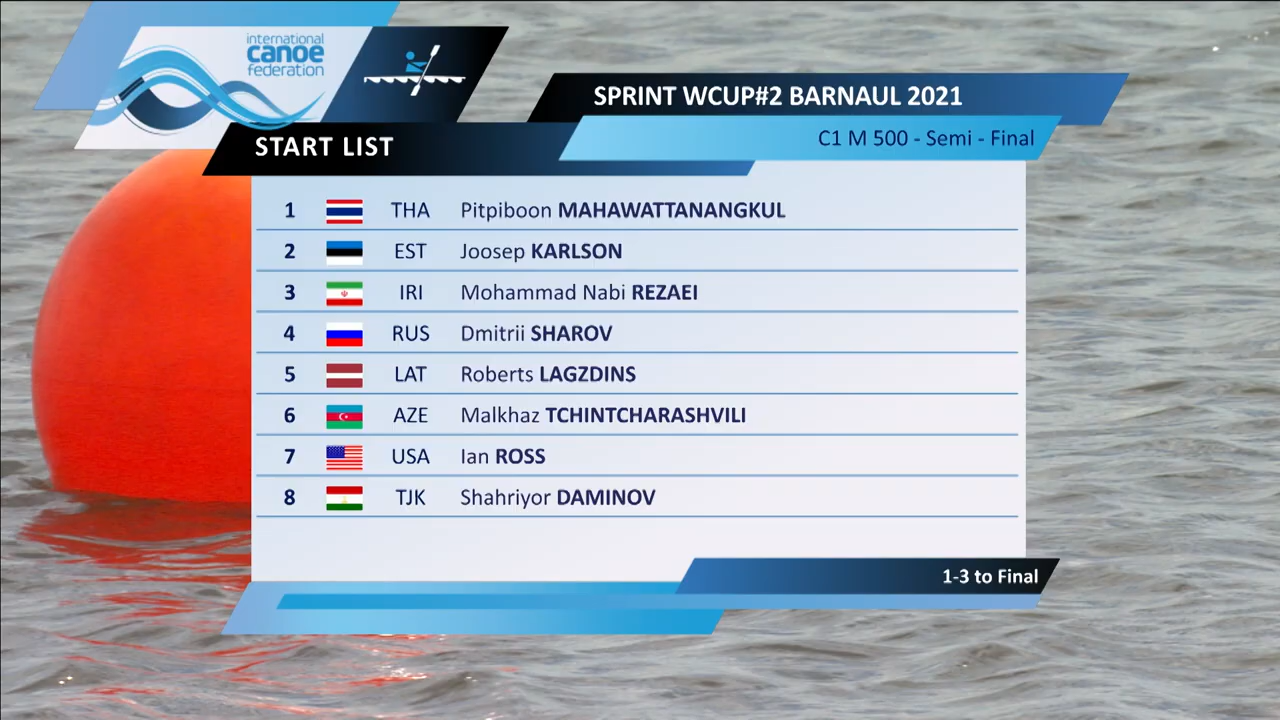 international
canoe
federation
SPRINT WCUP#2 BARNAUL 2021
START LIST
C1 M 500 - Semi - Final
1 THA Pitpiboon MAHAWATTANANGKUL
2 EST Joosep KARLSON
3 IRI Mohammad Nabi REZAEI
4 RUS Dmitrii SHAROV
5 LAT Roberts LAGZDINS
6 AZE Malkhaz TCHINTCHARASHVILI
7 USA Ian ROSS
8 TJK Shahriyor DAMINOV
1-3 to Final